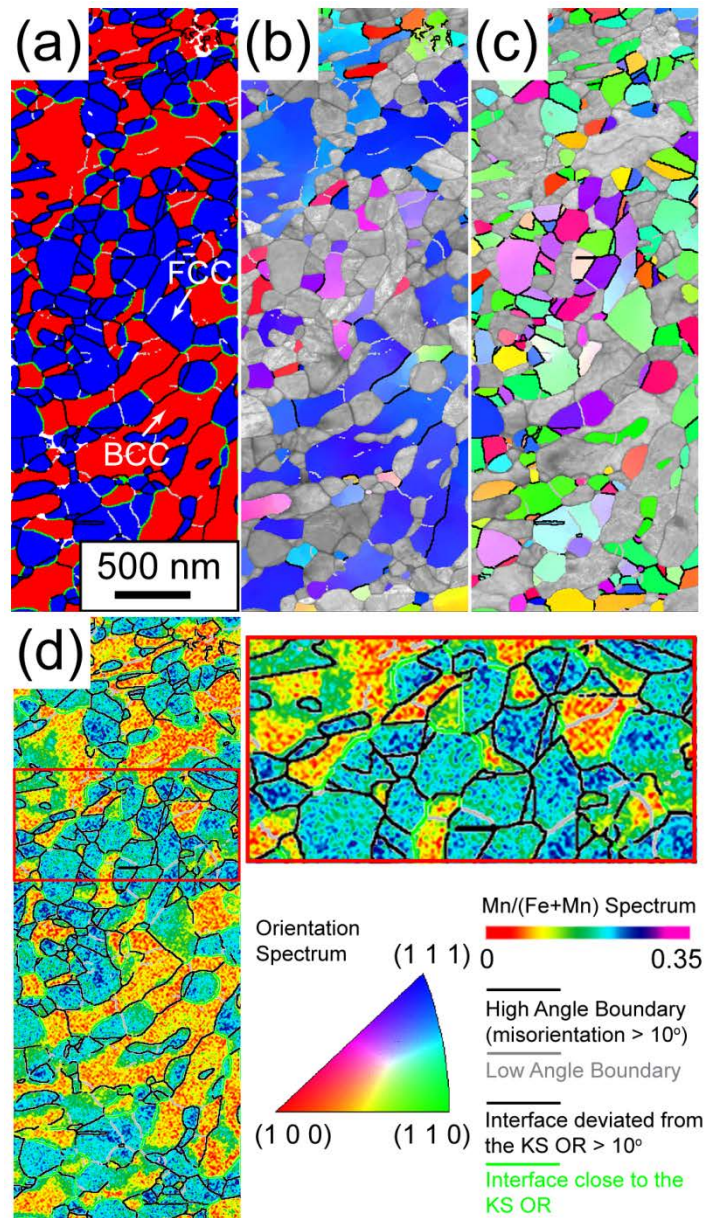 (a)
(b)
(c)
FCC
BCC
500 nm
(d)
Mn/(Fe+Mn) Spectrum
0 0.35
Orientation
Spectrum
(1 1 1)
(1 0 0)
(1 1 0)
High Angle Boundary
(misorientation > 10º)
Low Angle Boundary
Interface deviated from
the KS OR > 10º
Interface close to the
KS OR